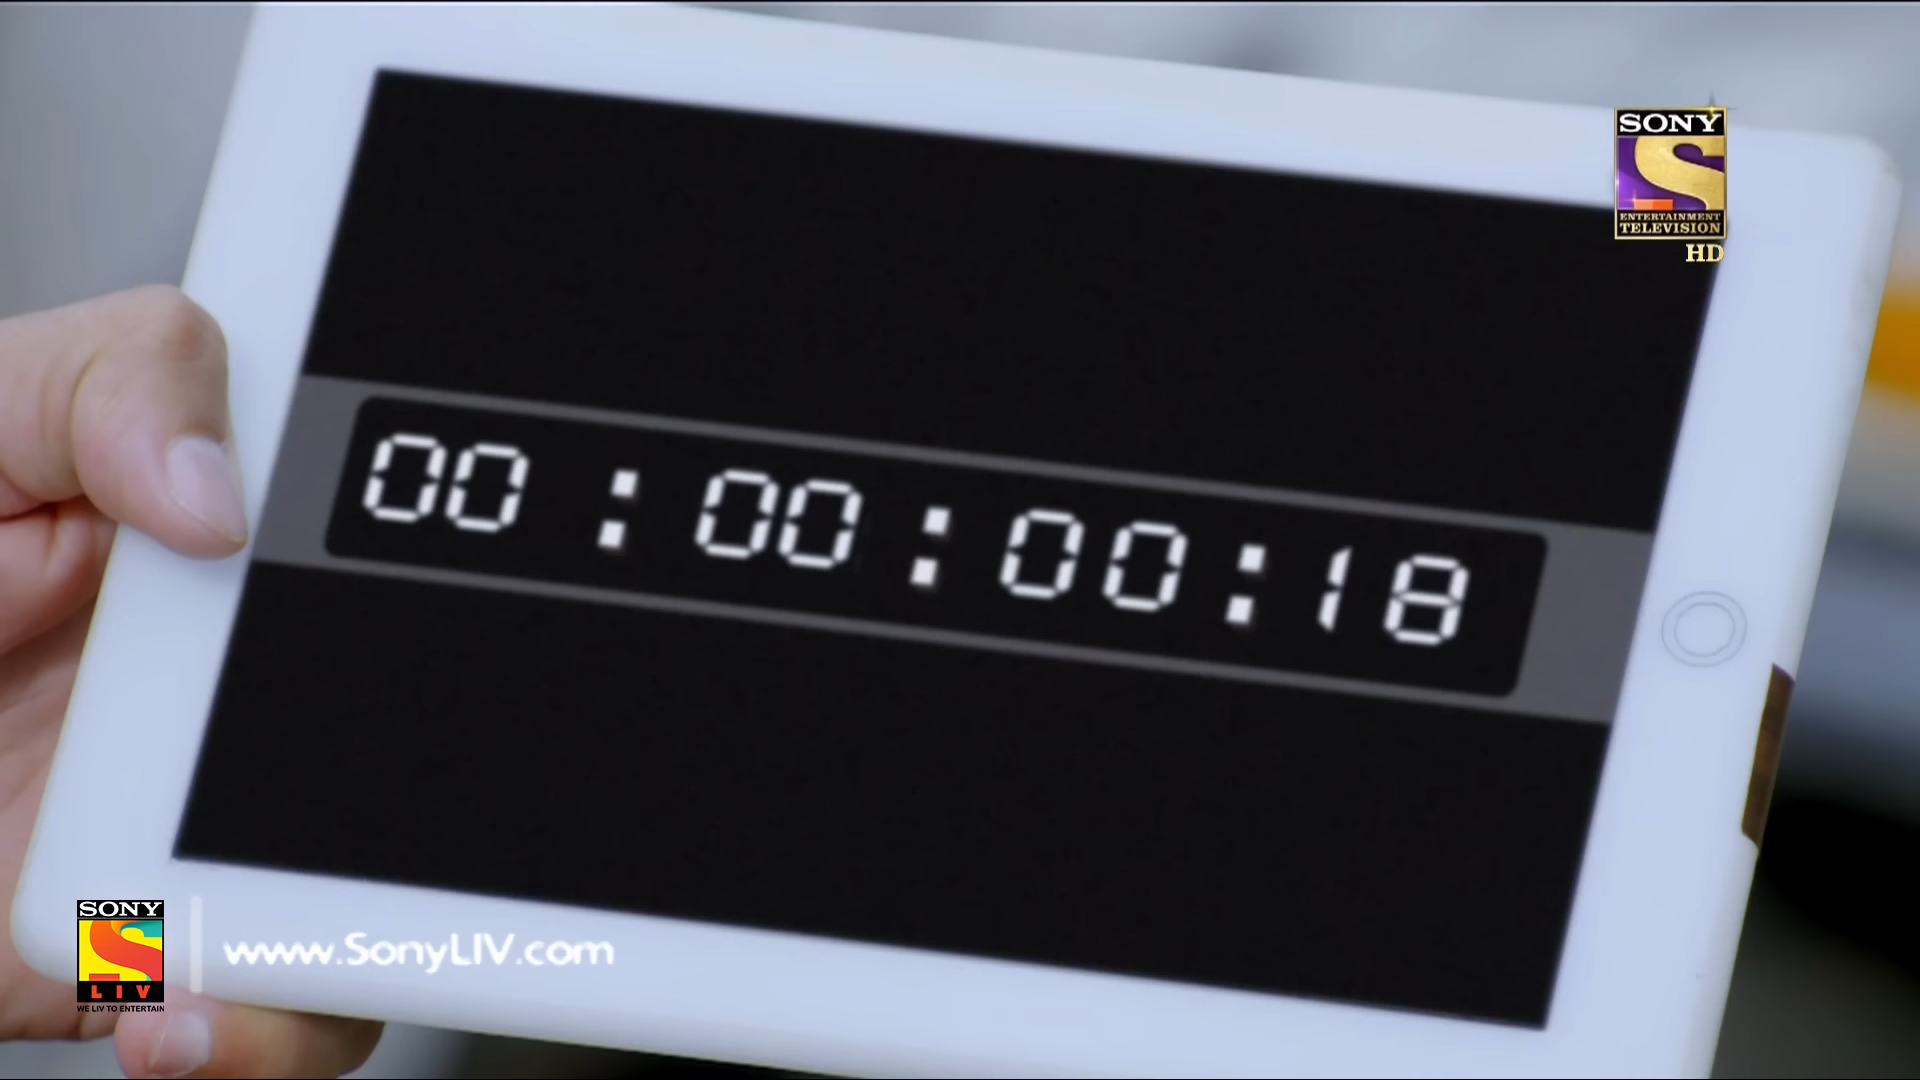 SONY
ENTERTAINMENT
TELEVISION
HD
00 : 00 : 00 : 18
SONY
LIV
WE LIV TO ENTERTAIN
www.SonyLIV.com